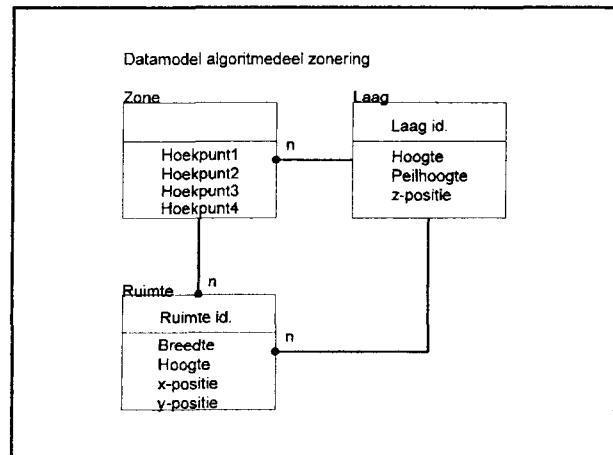 Datamodel algoritmedeel zonering
Zone
Hoekpunt1
Hoekpunt2
Hoekpunt3
Hoekpunt4
n
Laag
Laag id.
Hoogte
Peilhoogte
z-positie
n
Ruimte
Ruimte id.
Breedte
Hoogte
x-positie
y-positie
n